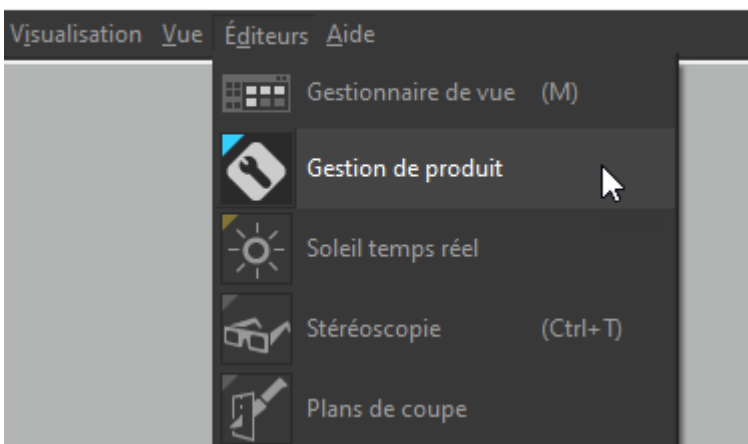 Visualisation Vue Éditeurs Aide
Gestionnaire de vue (M)
Gestion de produit
Soleil temps réel
Stéréoscopie (Ctrl+T)
Plans de coupe